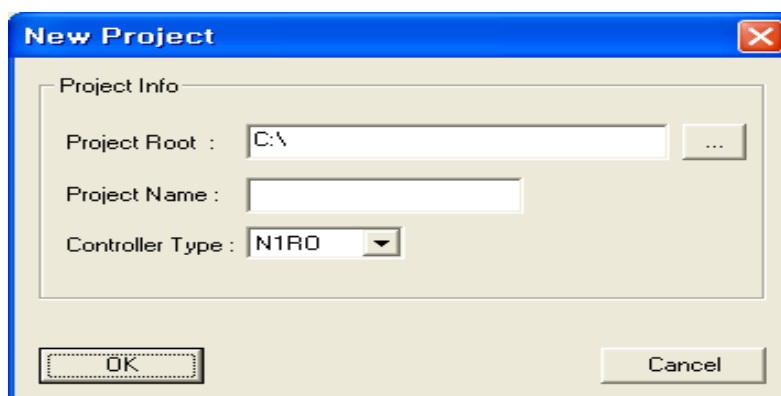 New Project
Project Info
Project Root : C:\ ...
Project Name :
Controller Type : N1RO
OK Cancel